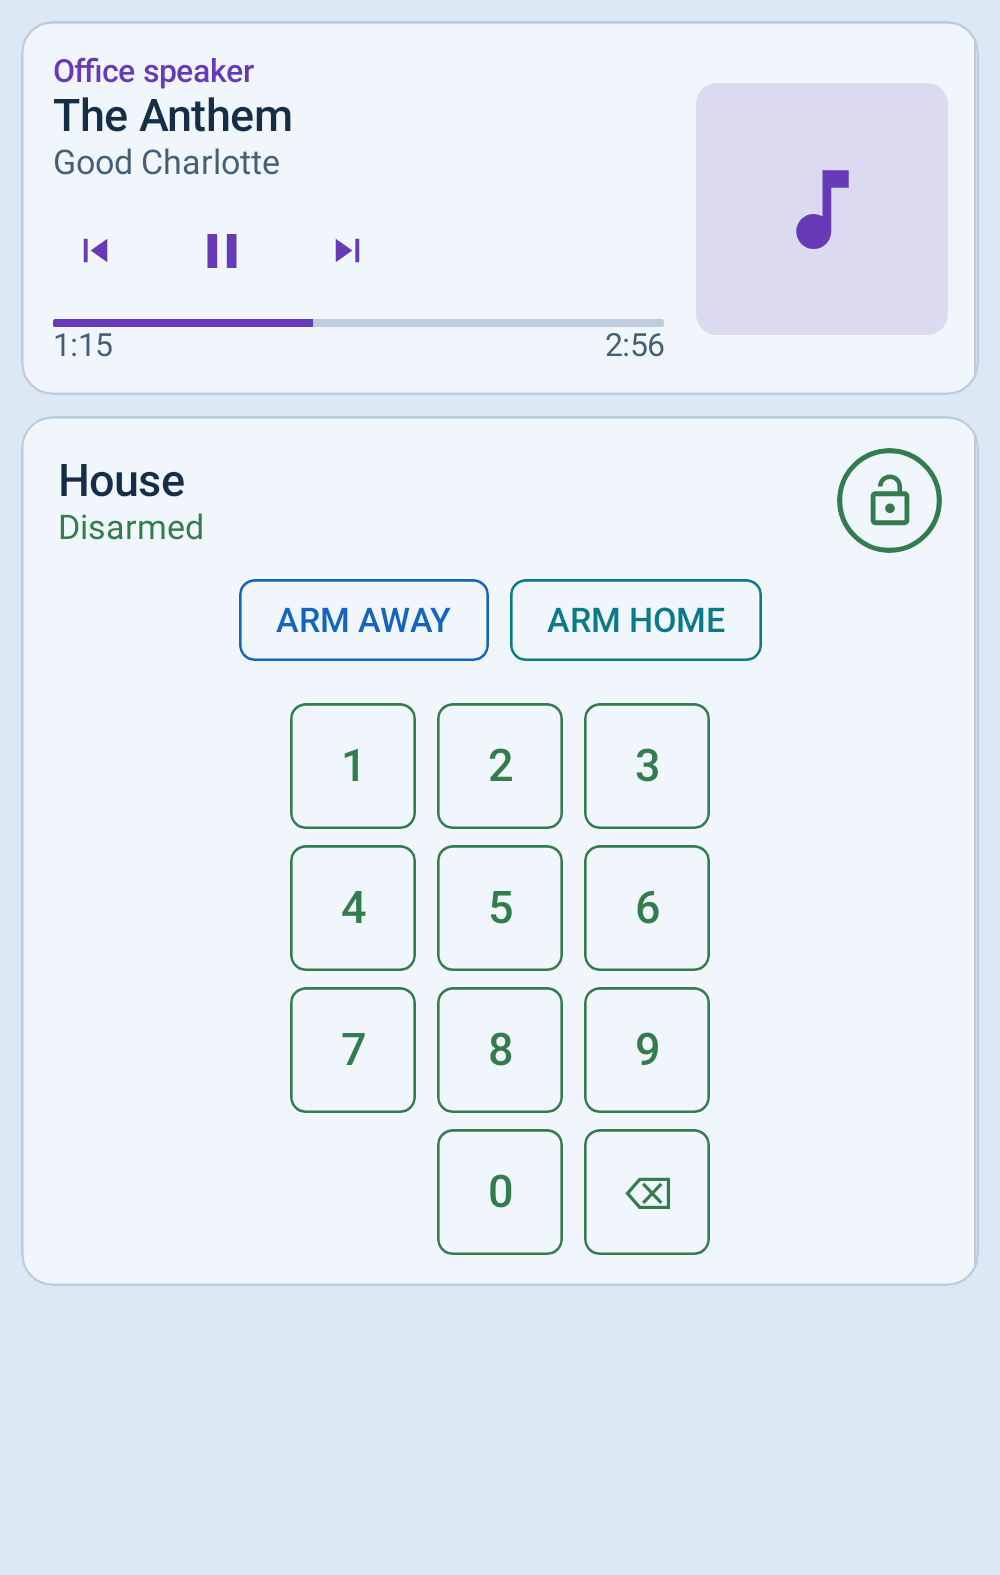 Office speaker
The Anthem
Good Charlotte
1:15 2:56
House
Disarmed
ARM AWAY ARM HOME
1 2 3
4 5 6
7 8 9
0